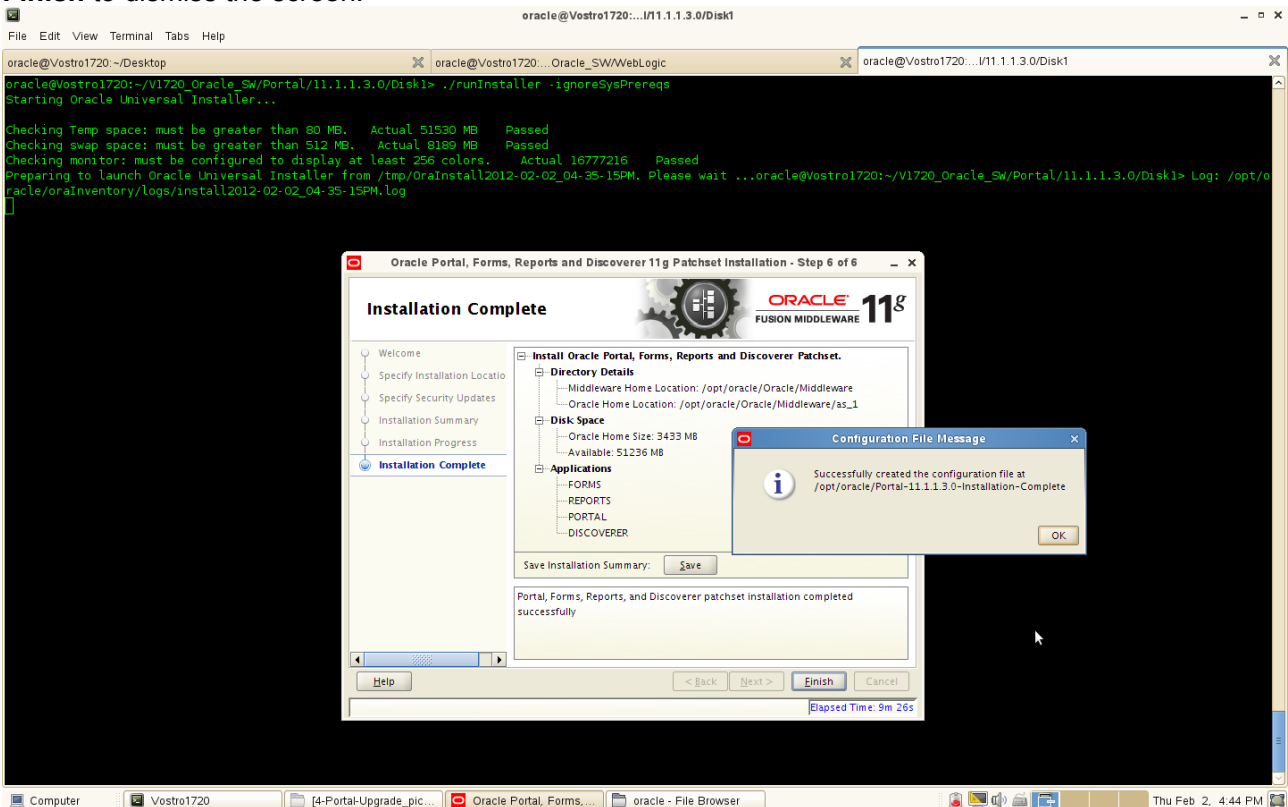 Finish to dismiss the screen.
oracle@Vostro1720:...l/11.1.1.3.0/Disk1
File Edit View Terminal Tabs Help
oracle@Vostro1720:~/Desktop
oracle@Vostro1720:...Oracle_SW/WebLogic
oracle@Vostro1720:...l/11.1.1.3.0/Disk1
oracle@Vostro1720:~/V1720_Oracle_SW/Portal/11.1.1.3.0/Disk1> ./runInstaller -ignoreSysPrereqs
Starting Oracle Universal Installer...
Checking Temp space: must be greater than 80 MB. Actual 51530 MB Passed
Checking swap space: must be greater than 512 MB. Actual 8189 MB Passed
Checking monitor: must be configured to display at least 256 colors. Actual 16777216 Passed
Preparing to launch Oracle Universal Installer from /tmp/OraInstall2012-02-02_04-35-15PM. Please wait ...oracle@Vostro1720:~/V1720_Oracle_SW/Portal/11.1.1.3.0/Disk1> Log: /opt/o
racle/oraInventory/logs/install2012-02-02_04-35-15PM.log
Oracle Portal, Forms, Reports and Discoverer 11g Patchset Installation - Step 6 of 6
Installation Complete
ORACLE
FUSION MIDDLEWARE
11g
Welcome
Specify Installation Locatio
Specify Security Updates
Installation Summary
Installation Progress
Installation Complete
Install Oracle Portal, Forms, Reports and Discoverer Patchset.
Directory Details
Middleware Home Location: /opt/oracle/Oracle/Middleware
Oracle Home Location: /opt/oracle/Oracle/Middleware/as_1
Disk Space
Oracle Home Size: 3433 MB
Available: 51236 MB
Applications
FORMS
REPORTS
PORTAL
DISCOVERER
Save Installation Summary: Save
Portal, Forms, Reports, and Discoverer patchset installation completed
successfully
Configuration File Message
Successfully created the configuration file at
/opt/oracle/Portal-11.1.1.3.0-Installation-Complete
OK
Help
< Back Next > Finish Cancel
Elapsed Time: 9m 26s
Computer
Vostro1720
[4-Portal-Upgrade_pic...
Oracle Portal, Forms,...
oracle - File Browser
Thu Feb 2, 4:44 PM